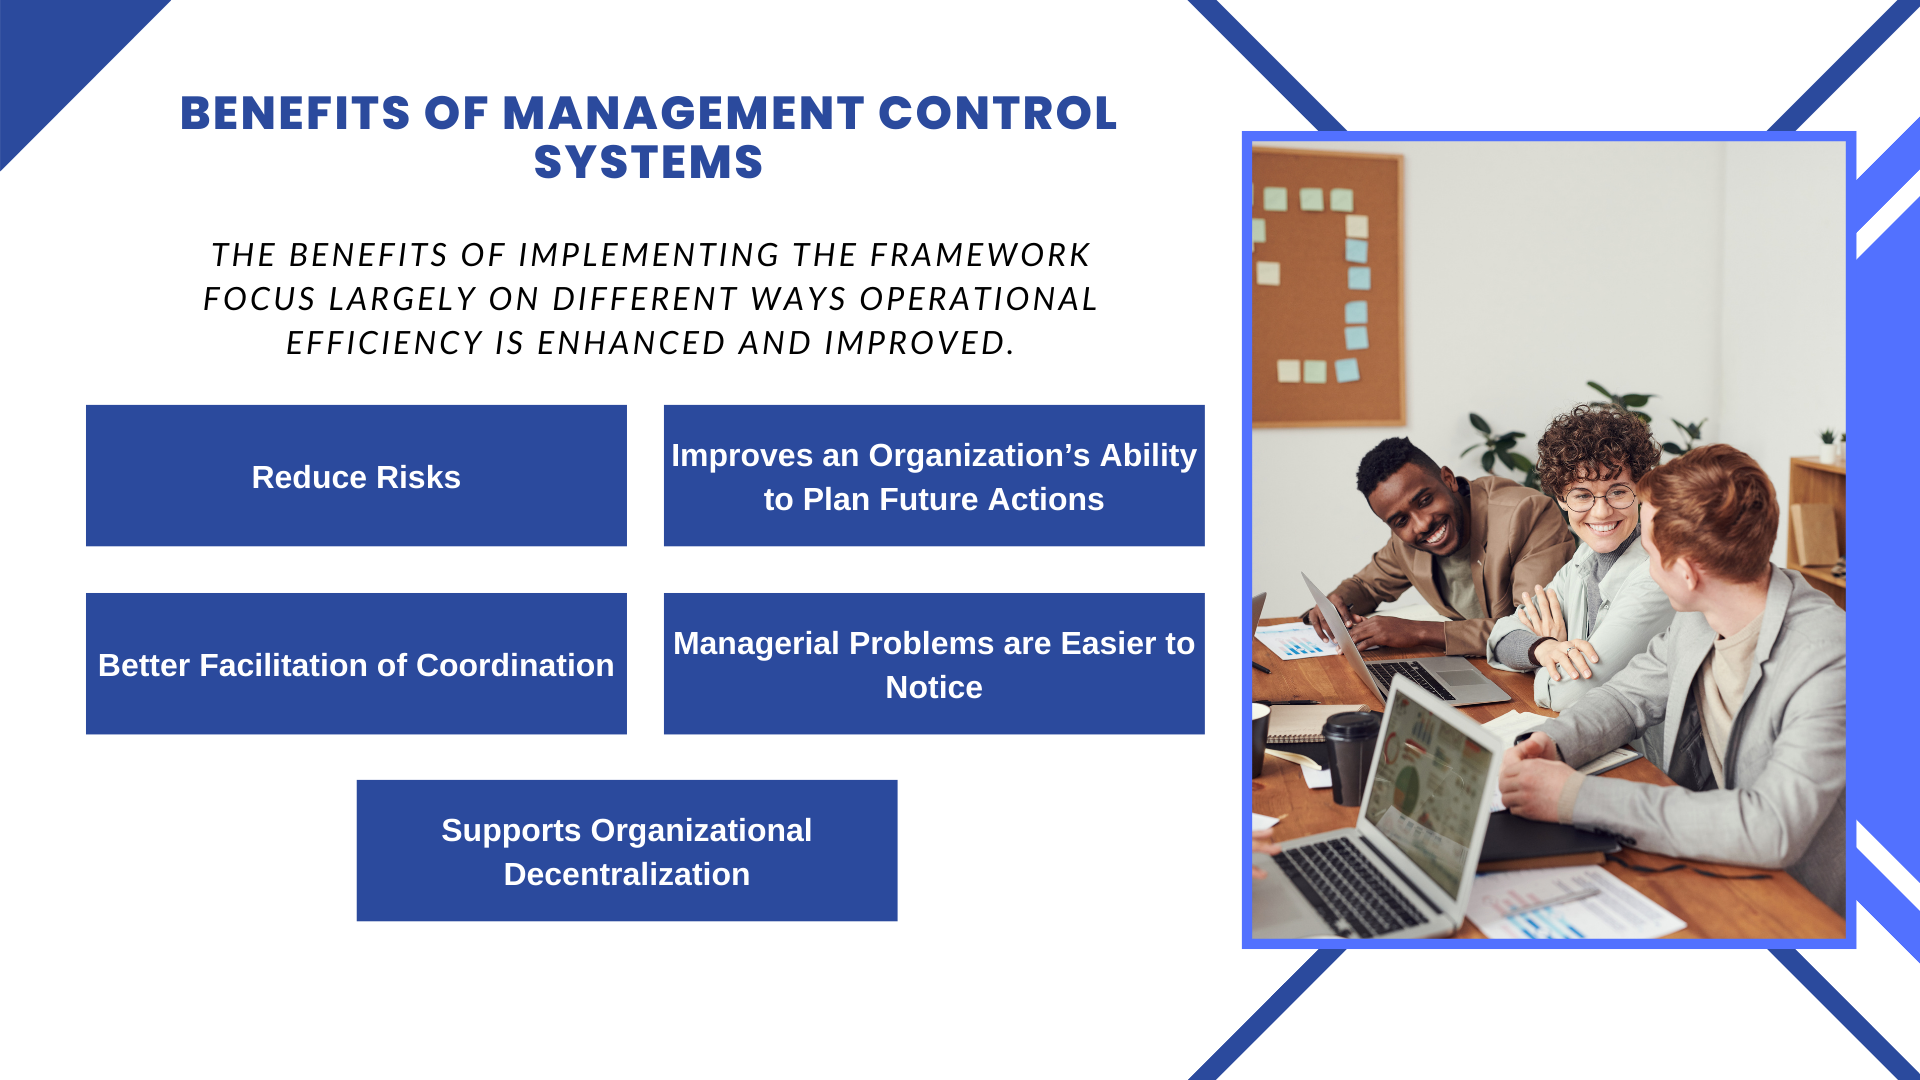 BENEFITS OF MANAGEMENT CONTROL
SYSTEMS
THE BENEFITS OF IMPLEMENTING THE FRAMEWORK
FOCUS LARGELY ON DIFFERENT WAYS OPERATIONAL
EFFICIENCY IS ENHANCED AND IMPROVED.
Reduce Risks
Improves an Organization’s Ability
to Plan Future Actions
Better Facilitation of Coordination
Managerial Problems are Easier to
Notice
Supports Organizational
Decentralization